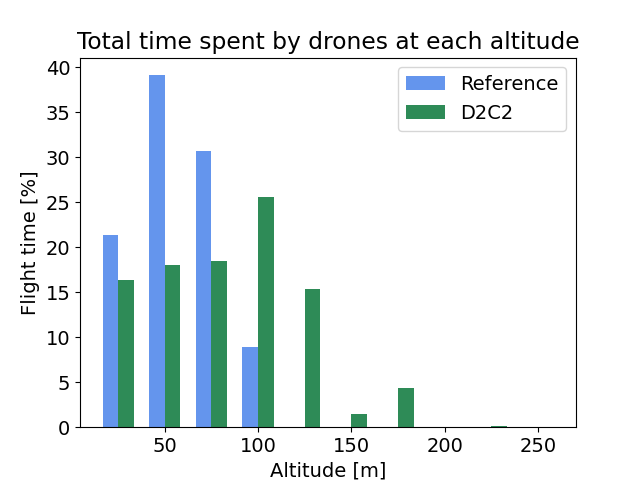 Total time spent by drones at each altitude
Reference
D2C2
40
35
30
25
20
15
10
5
0
Flight time [%]
50 100 150 200 250
Altitude [m]